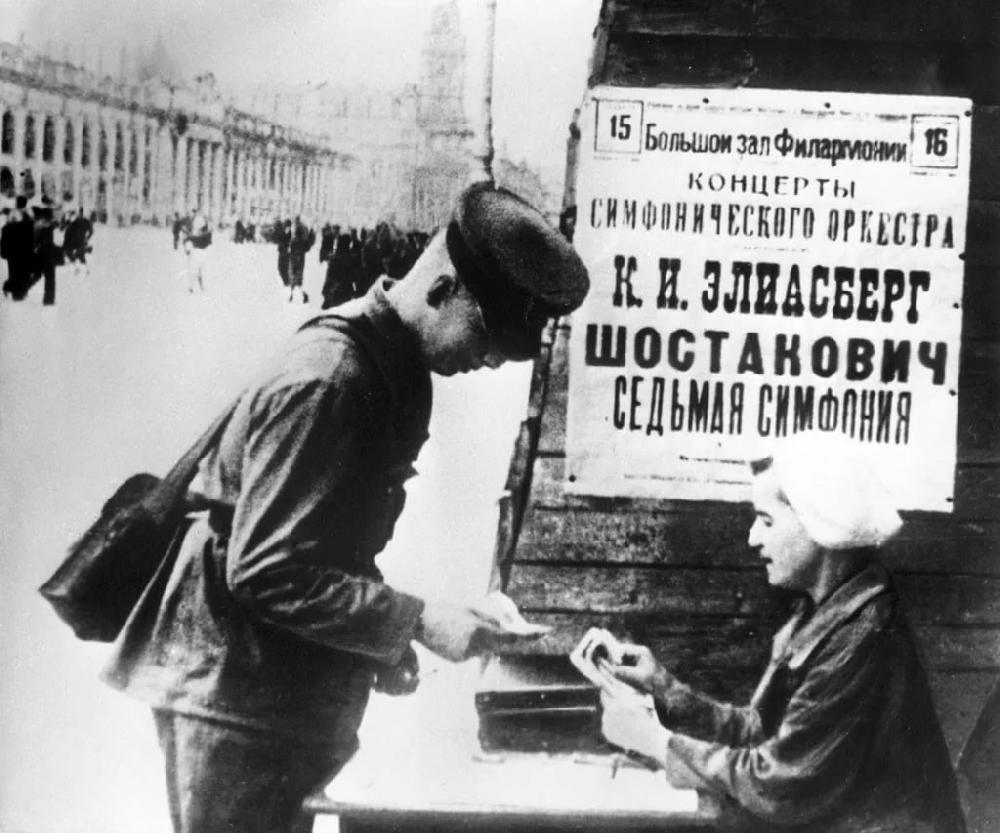 15 Большой зал Филармонии 16
КОНЦЕРТЫ
СИМФОНИЧЕСКОГО ОРКЕСТРА
К. И. ЭЛИАСБЕРГ
ШОСТАКОВИЧ
СЕДЬМАЯ СИМФОНИЯ